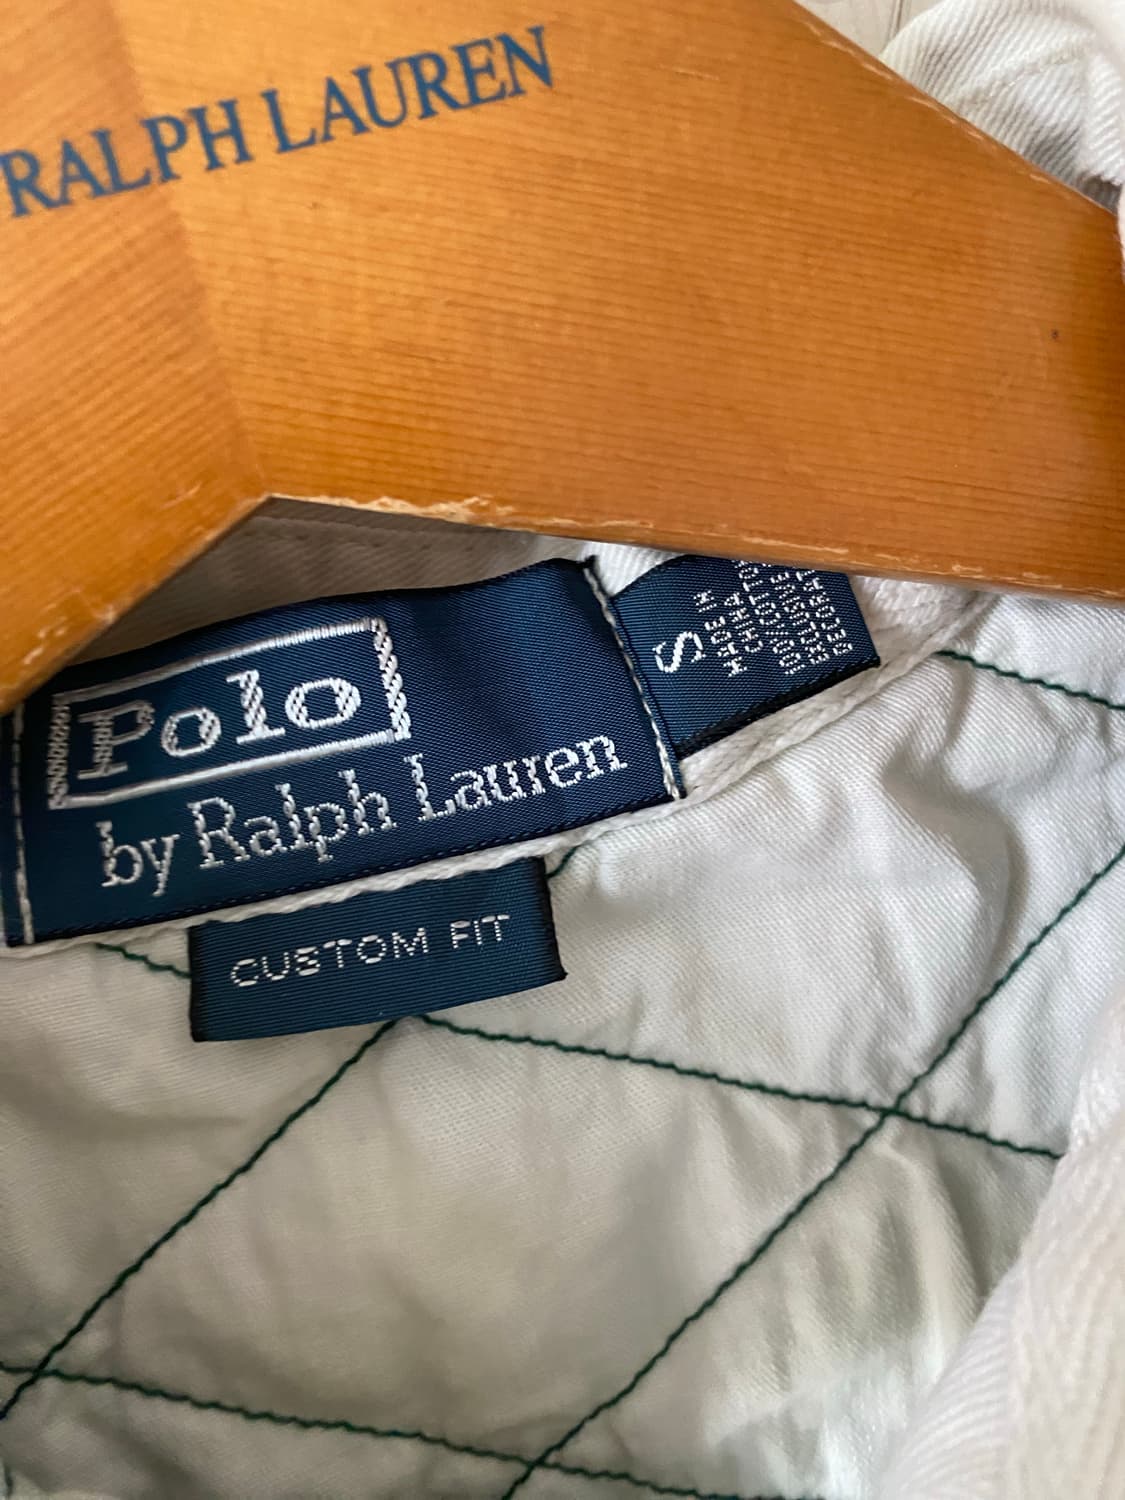 RALPH LAUREN
Polo
by Ralph Lauren
CUSTOM FIT
S
MADE IN
CHINA